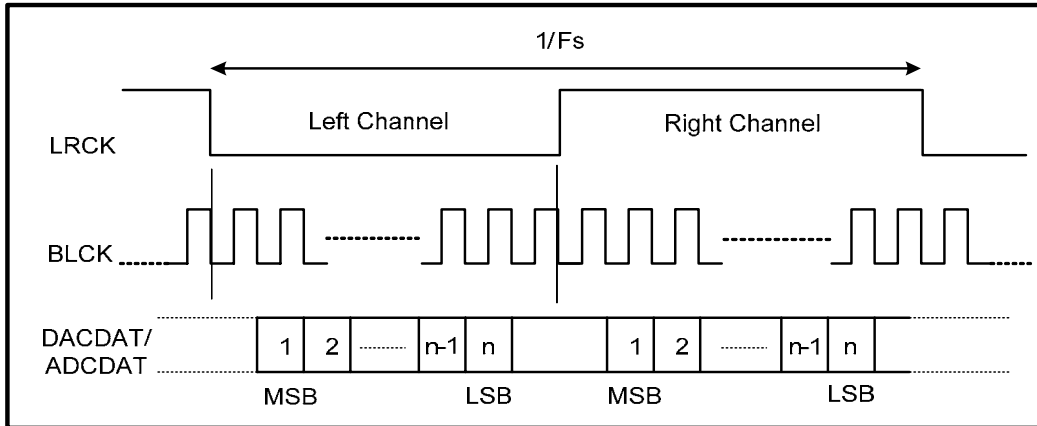 1/Fs
Left Channel
Right Channel
LRCK
BLCK
DACDAT/
ADCDAT
1 2 n-1 n 1 2 n-1 n
MSB LSB MSB LSB